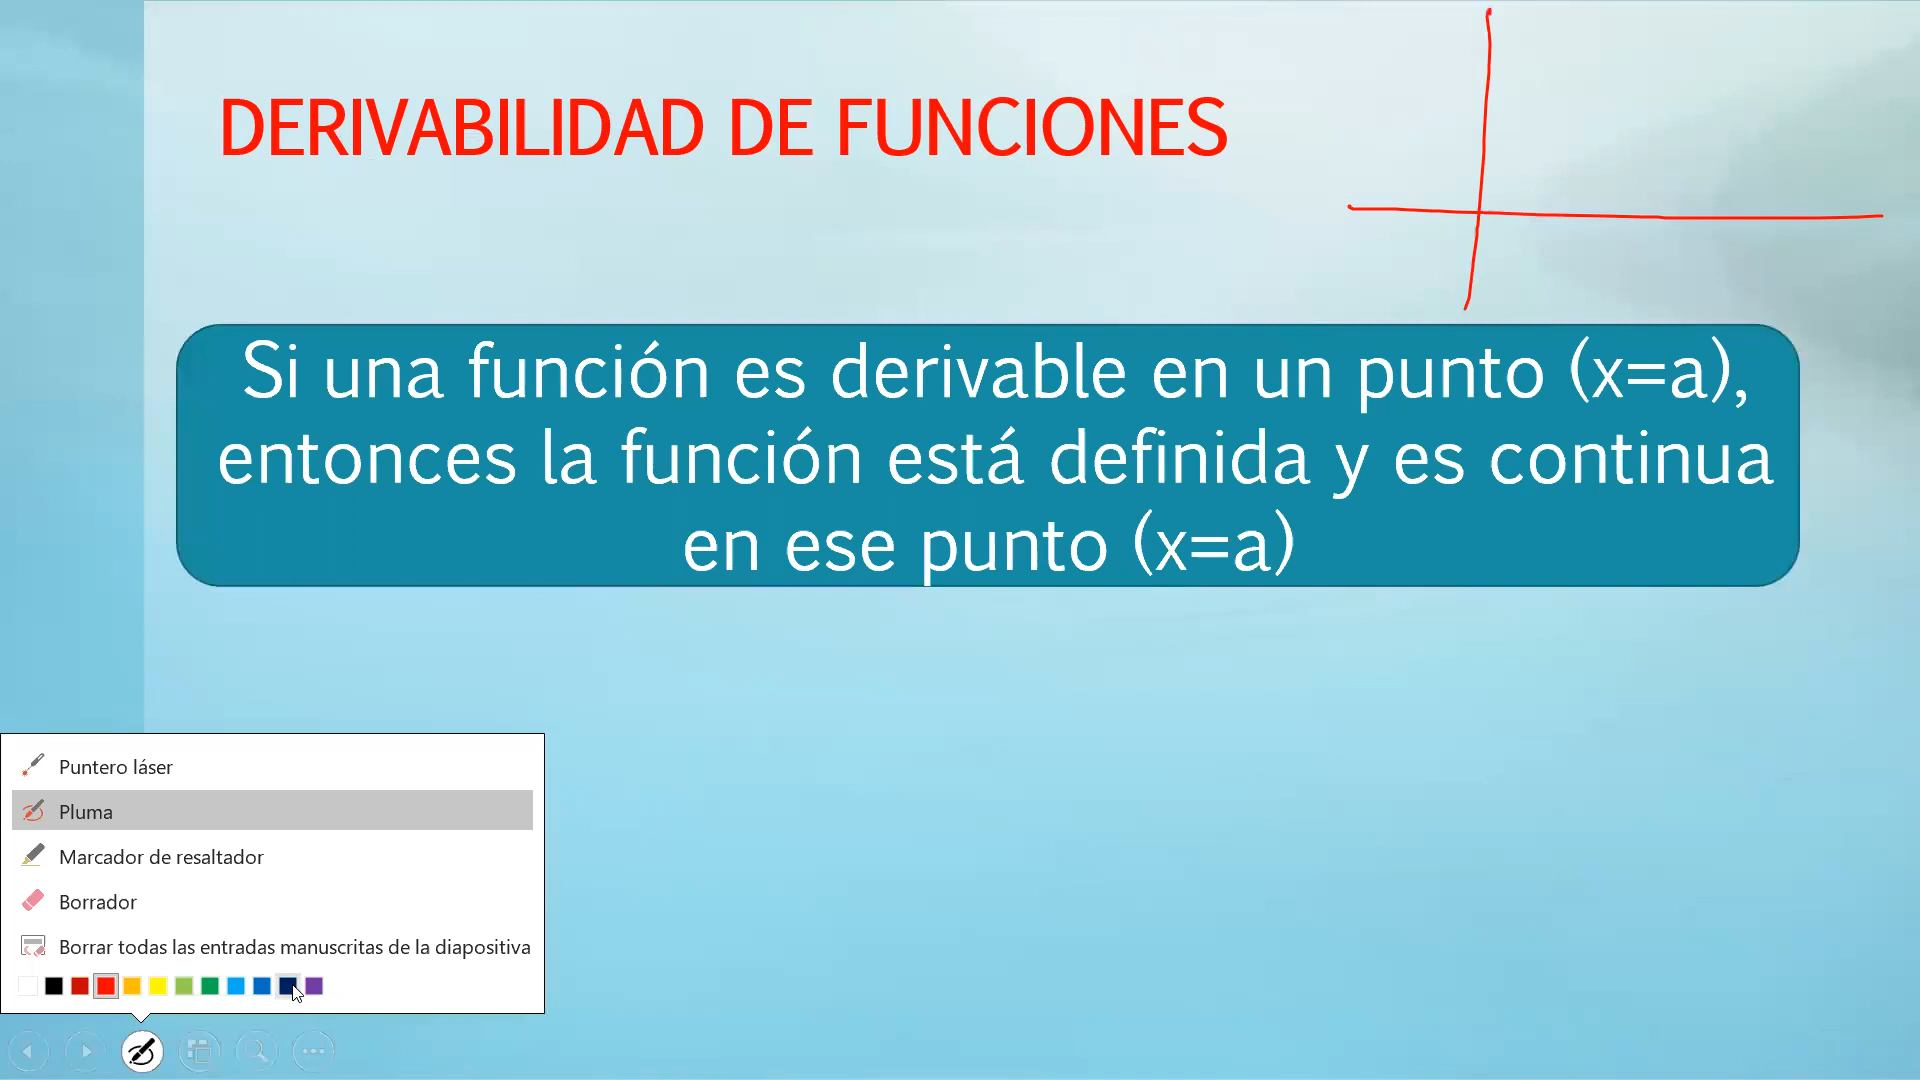 DERIVABILIDAD DE FUNCIONES
Si una función es derivable en un punto (x=a),
entonces la función está definida y es continua
en ese punto (x=a)
Puntero láser
Pluma
Marcador de resaltador
Borrador
Borrar todas las entradas manuscritas de la diapositiva